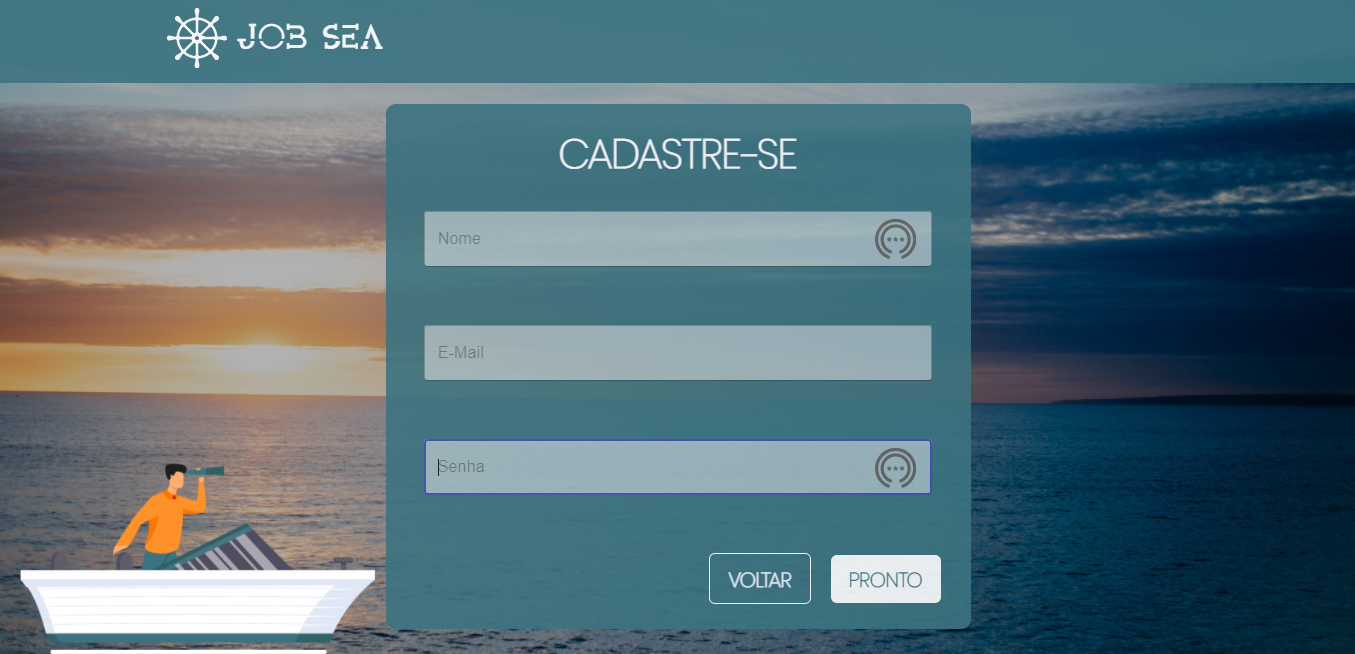 JOB SEA
CADASTRE-SE
Nome
E-Mail
Senha
VOLTAR PRONTO